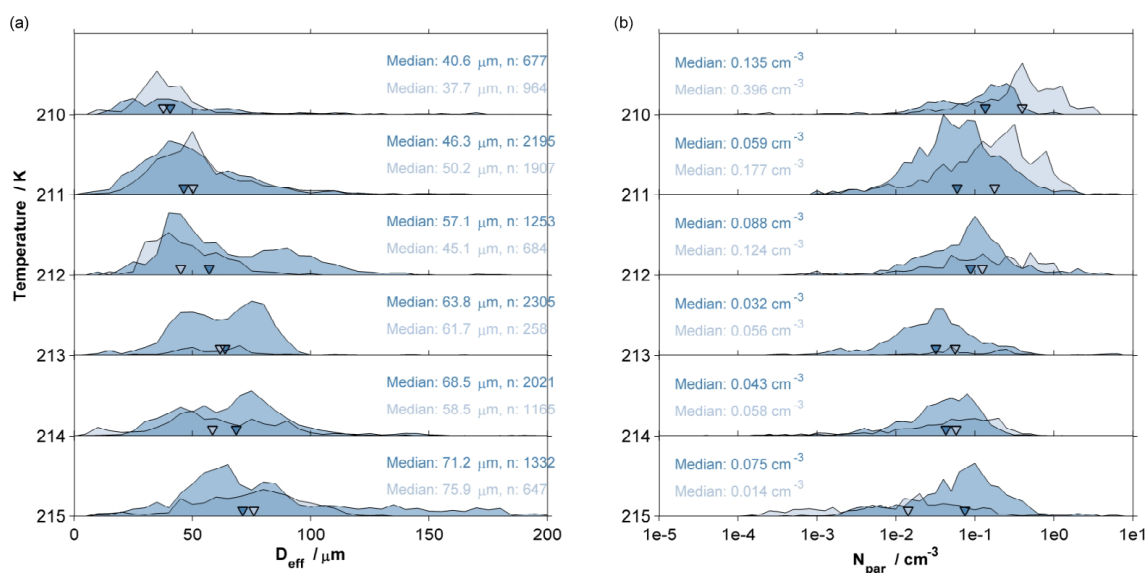 (a)
Temperature / K
Median: 40.6 μm, n: 677
Median: 37.7 μm, n: 964
210
Median: 46.3 μm, n: 2195
Median: 50.2 μm, n: 1907
211
Median: 57.1 μm, n: 1253
Median: 45.1 μm, n: 684
212
Median: 63.8 μm, n: 2305
Median: 61.7 μm, n: 258
213
Median: 68.5 μm, n: 2021
Median: 58.5 μm, n: 1165
214
Median: 71.2 μm, n: 1332
Median: 75.9 μm, n: 647
215
0 50 100 150 200
D_eff / μm
(b)
Median: 0.135 cm^-3
Median: 0.396 cm^-3
210
Median: 0.059 cm^-3
Median: 0.177 cm^-3
211
Median: 0.088 cm^-3
Median: 0.124 cm^-3
212
Median: 0.032 cm^-3
Median: 0.056 cm^-3
213
Median: 0.043 cm^-3
Median: 0.058 cm^-3
214
Median: 0.075 cm^-3
Median: 0.014 cm^-3
215
1e-5 1e-4 1e-3 1e-2 1e-1 1e0 1e1
N_par / cm^-3